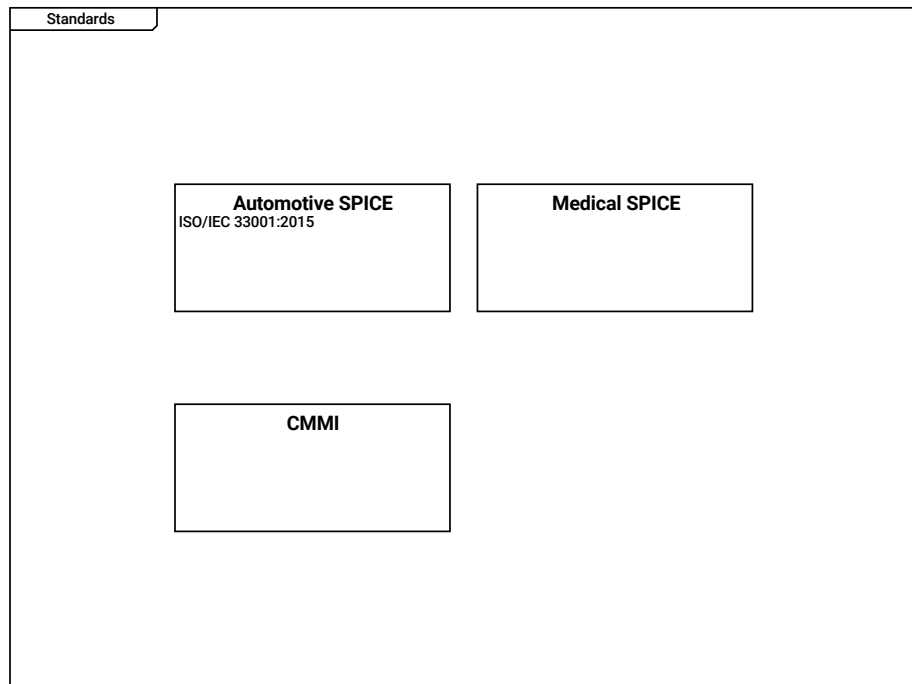 Standards
Automotive SPICE
ISO/IEC 33001:2015
Medical SPICE
CMMI